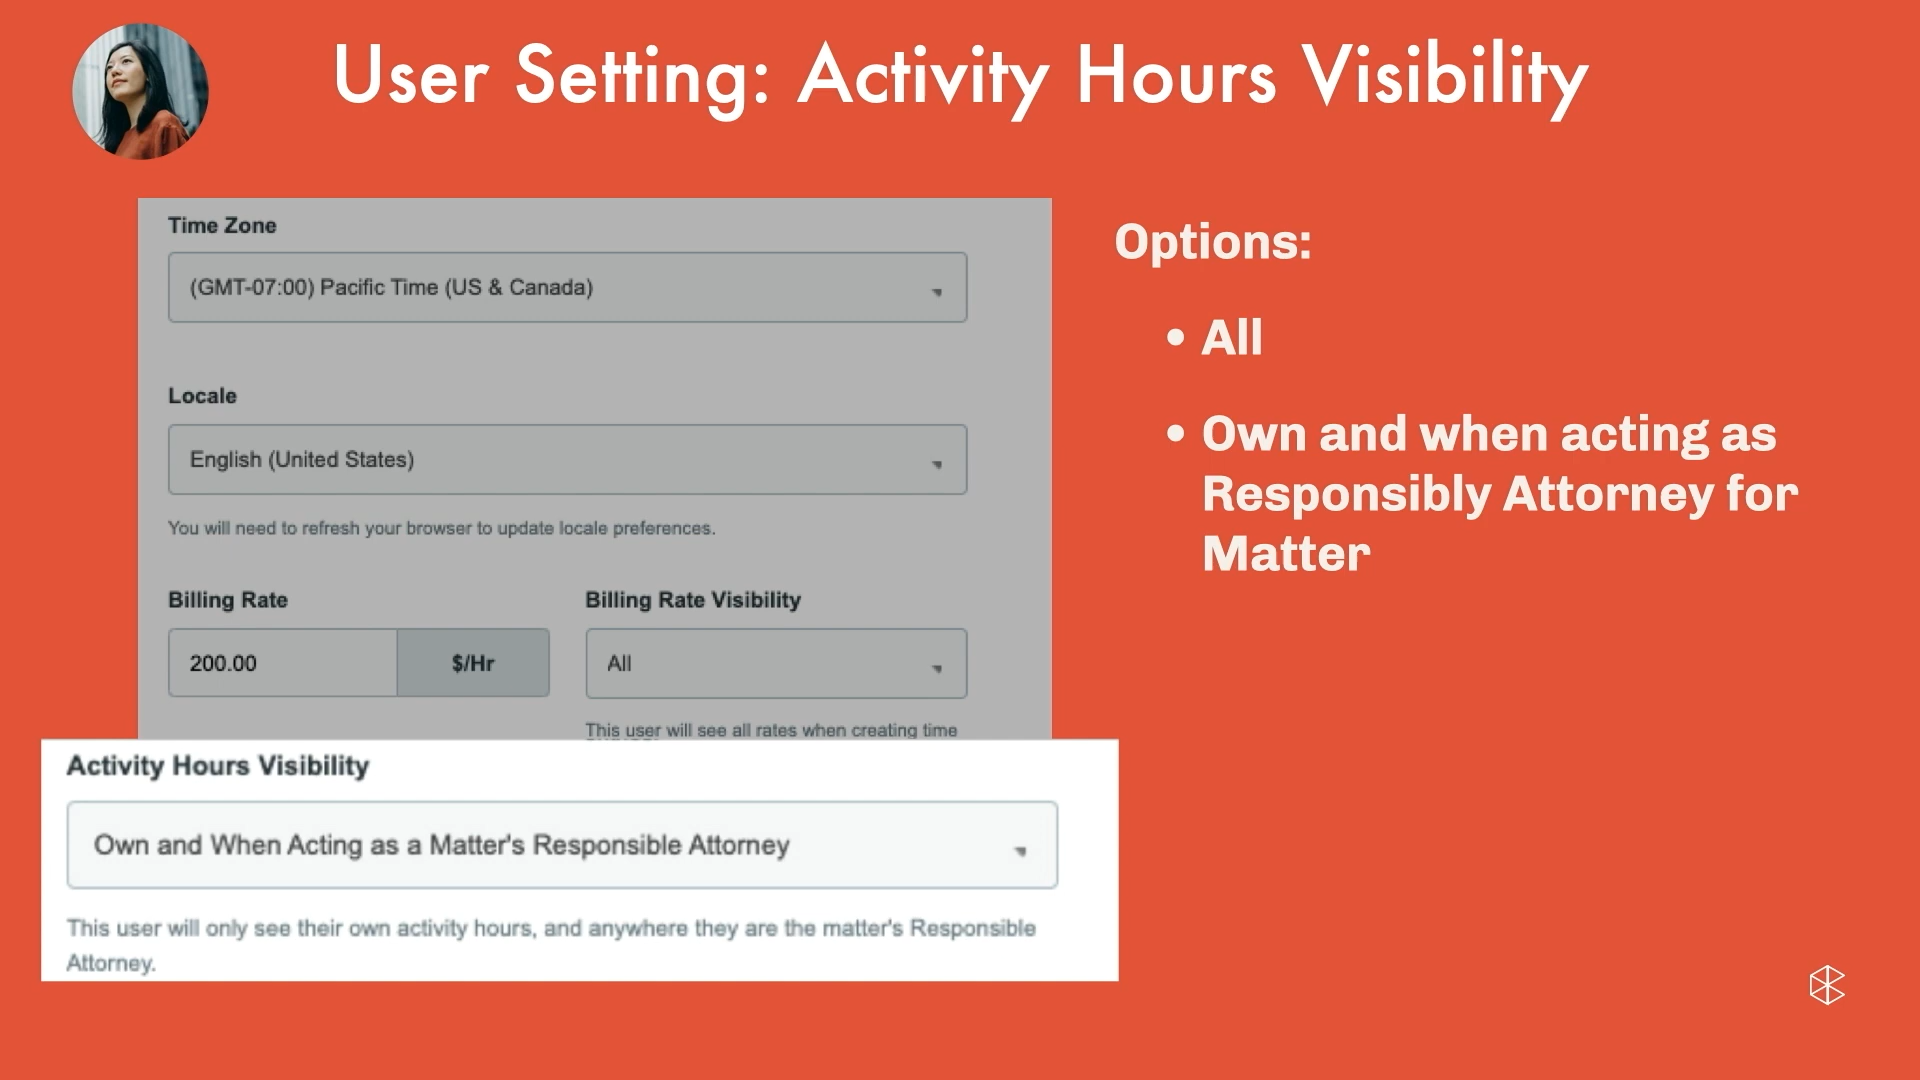 User Setting: Activity Hours Visibility
Time Zone
(GMT-07:00) Pacific Time (US & Canada)
Locale
English (United States)
You will need to refresh your browser to update locale preferences.
Billing Rate
Billing Rate Visibility
200.00
$/Hr
All
This user will see all rates when creating time
Activity Hours Visibility
Own and When Acting as a Matter's Responsible Attorney
This user will only see their own activity hours, and anywhere they are the matter's Responsible
Attorney.
Options:
• All
• Own and when acting as
Responsibly Attorney for
Matter